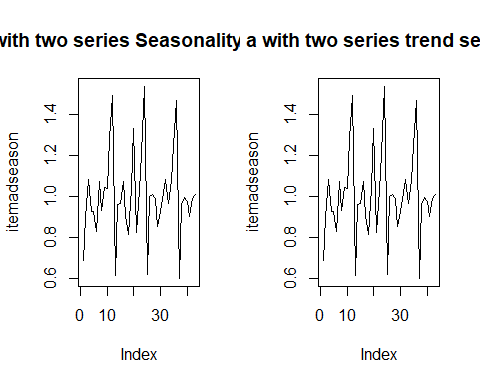 with two series Seasonality a with two series trend se
itemadseason
0.6 0.8 1.0 1.2 1.4
0 10 30
Index
itemadseason
0.6 0.8 1.0 1.2 1.4
0 10 30
Index